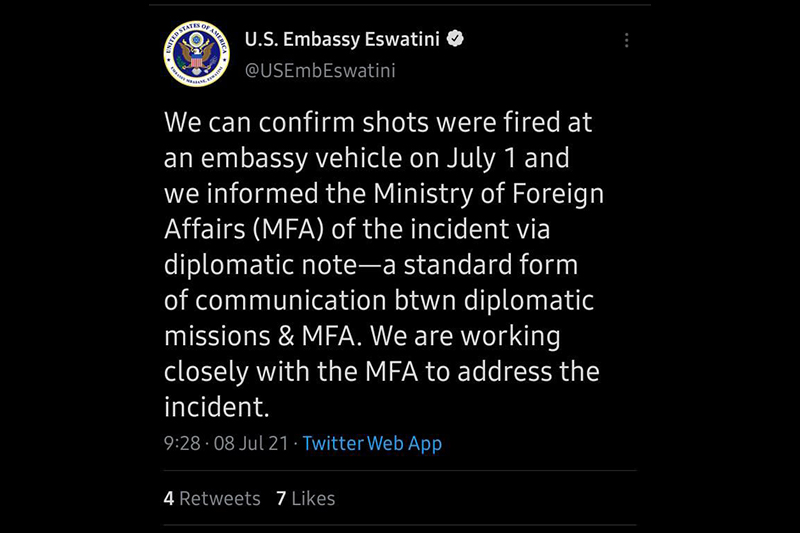 U.S. Embassy Eswatini
@USEmbEswatini
We can confirm shots were fired at
an embassy vehicle on July 1 and
we informed the Ministry of Foreign
Affairs (MFA) of the incident via
diplomatic note—a standard form
of communication btwn diplomatic
missions & MFA. We are working
closely with the MFA to address the
incident.
9:28 · 08 Jul 21 · Twitter Web App
4 Retweets 7 Likes